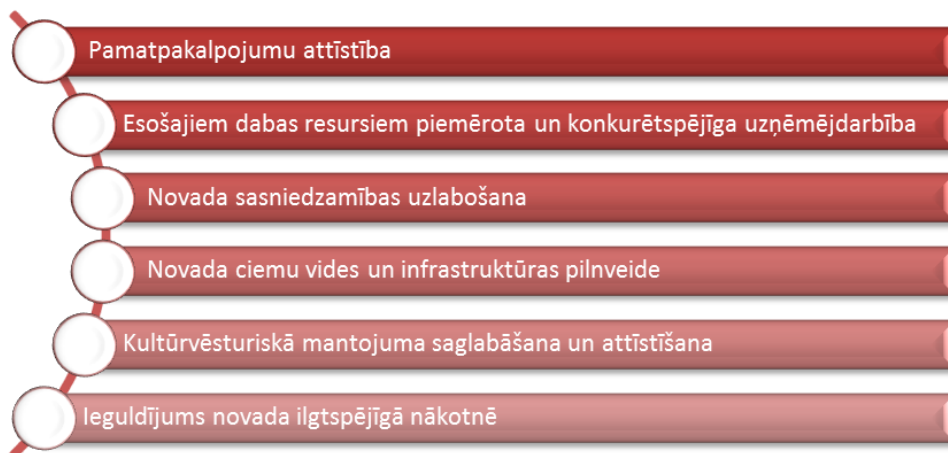 Pamatpakalpojumu attīstība
Esošajiem dabas resursiem piemērota un konkurētspējīga uzņēmējdarbība
Novada sasniedzamības uzlabošana
Novada ciemu vides un infrastruktūras pilnveide
Kultūrvēsturiskā mantojuma saglabāšana un attīstīšana
Ieguldījums novada ilgtspējīgā nākotnē